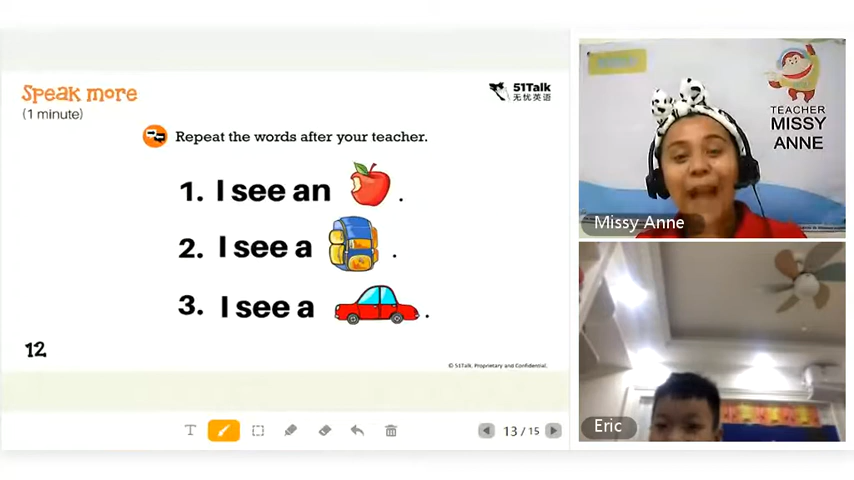 Speak more
(1 minute)
51Talk
无忧英语
Repeat the words after your teacher.
1. I see an .
2. I see a .
3. I see a .
12
© 51Talk. Proprietary and Confidential.
T
13 / 15
TEACHER
MISSY
ANNE
Missy Anne
Eric